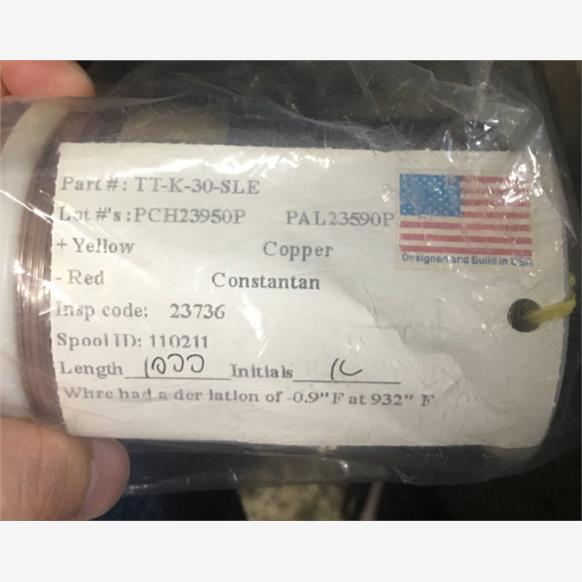 Part #: TT-K-30-SLE
Lot #'s :PCH23950P PAL23590P
+ Yellow Copper
- Red Constantan
Insp code: 23736
Spool ID: 110211
Length 1000 Initials
Whre had a der lation of -0.9"F at 932" F
Designed and Build in USA